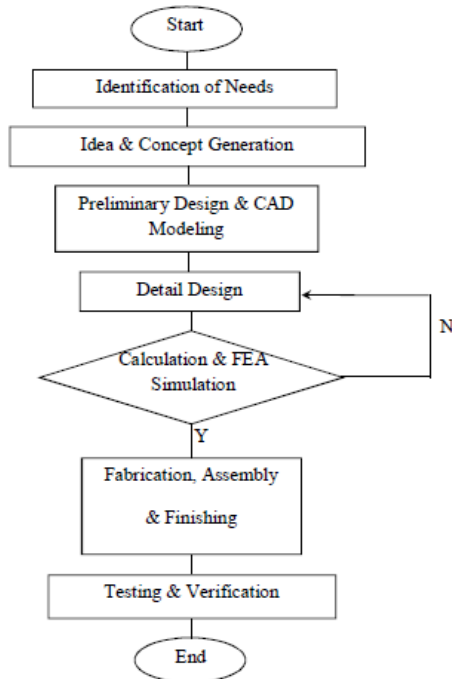 Start
Identification of Needs
Idea & Concept Generation
Preliminary Design & CAD
Modeling
Detail Design
N
Calculation & FEA
Simulation
Y
Fabrication, Assembly
& Finishing
Testing & Verification
End